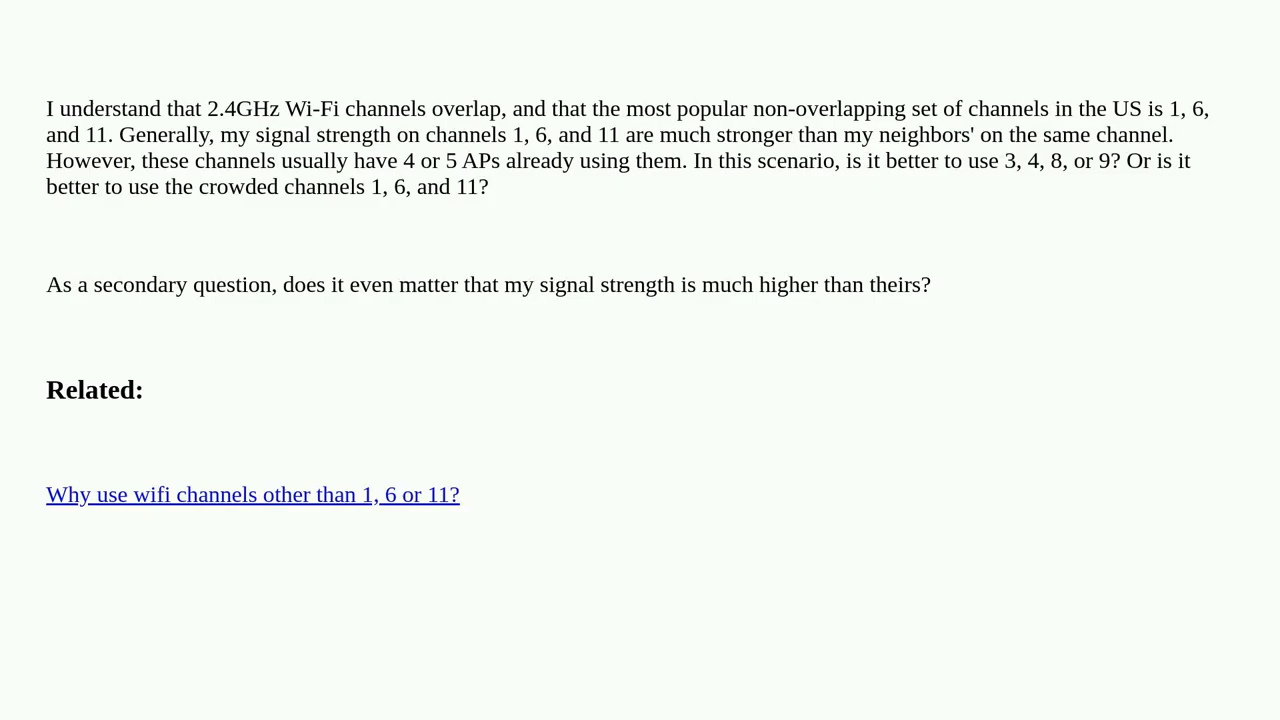 I understand that 2.4GHz Wi-Fi channels overlap, and that the most popular non-overlapping set of channels in the US is 1, 6,
and 11. Generally, my signal strength on channels 1, 6, and 11 are much stronger than my neighbors' on the same channel.
However, these channels usually have 4 or 5 APs already using them. In this scenario, is it better to use 3, 4, 8, or 9? Or is it
better to use the crowded channels 1, 6, and 11?
As a secondary question, does it even matter that my signal strength is much higher than theirs?
Related:
Why use wifi channels other than 1, 6 or 11?